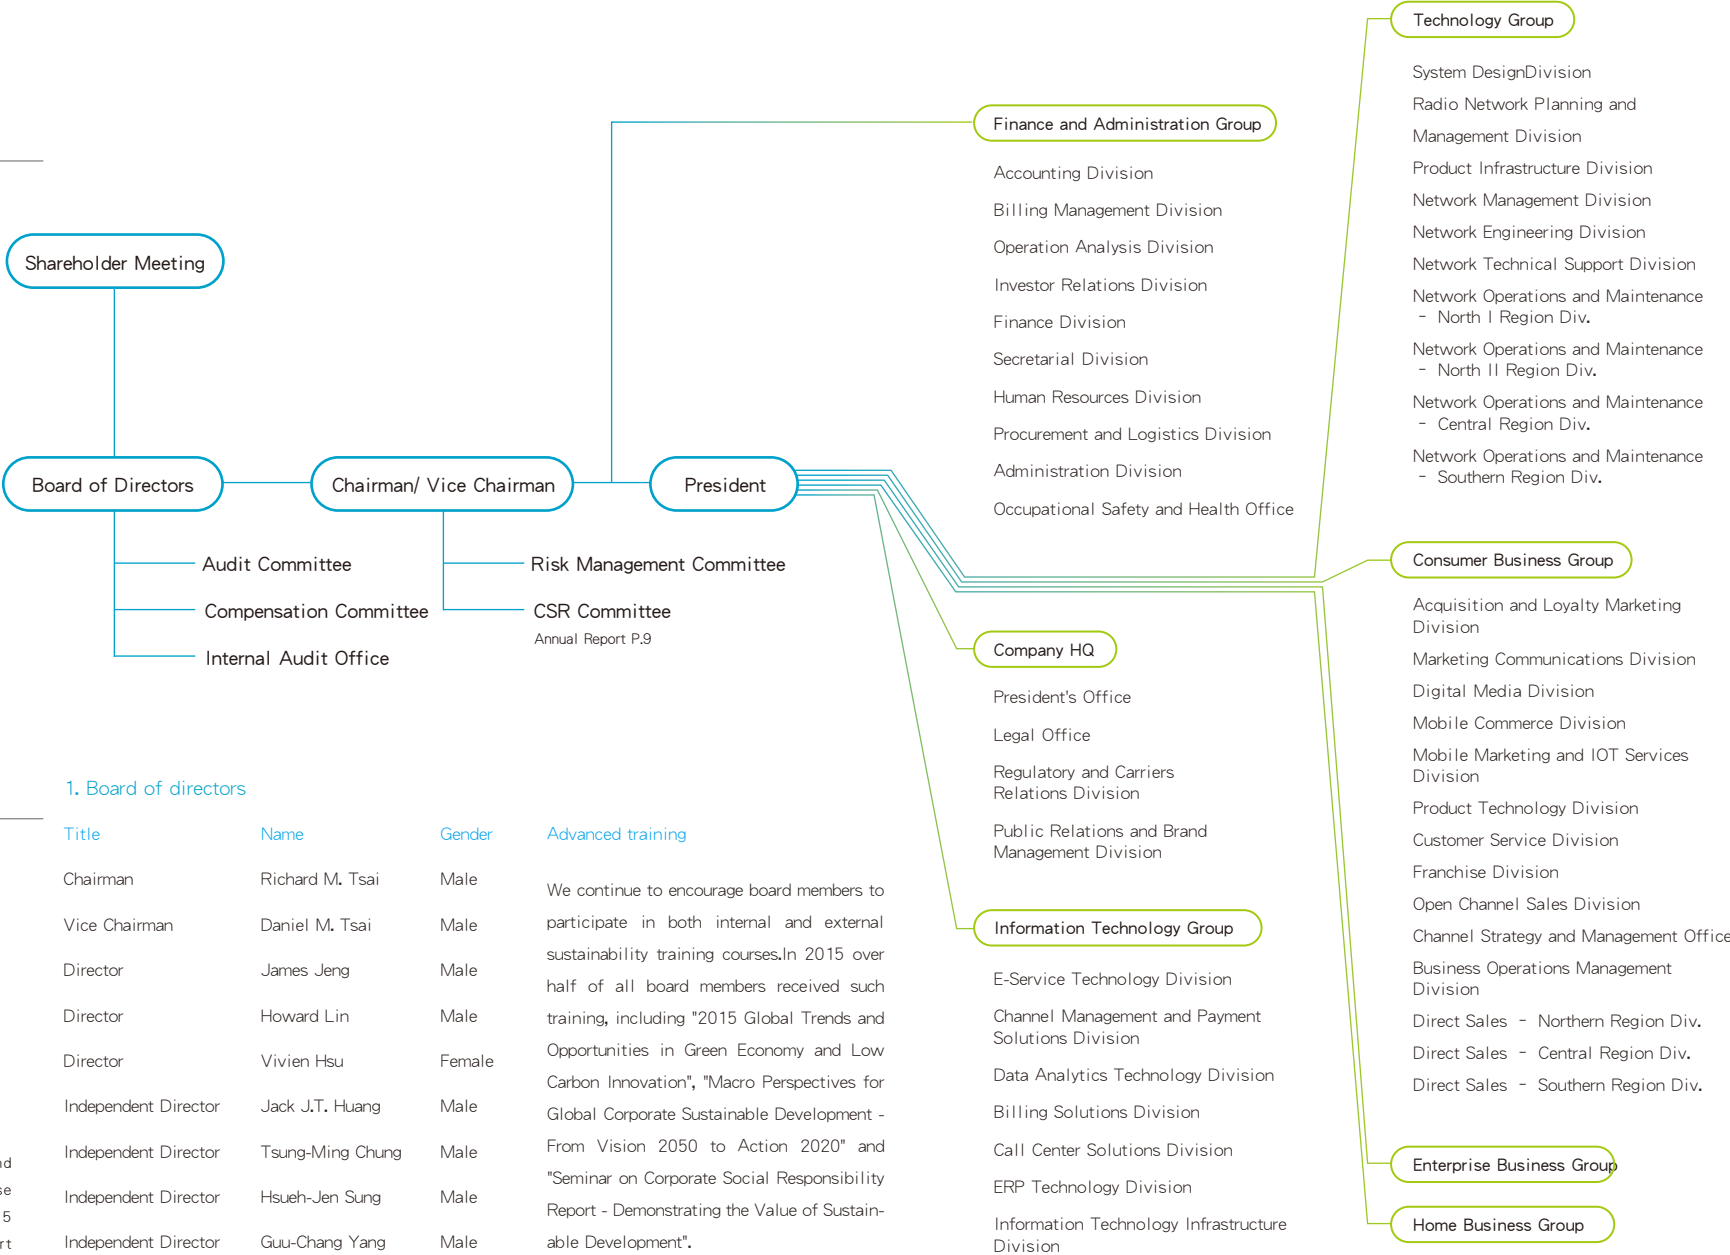 Shareholder Meeting
Board of Directors
Chairman/ Vice Chairman
President
Audit Committee
Compensation Committee
Internal Audit Office
Risk Management Committee
CSR Committee
Annual Report P.9
Finance and Administration Group
Accounting Division
Billing Management Division
Operation Analysis Division
Investor Relations Division
Finance Division
Secretarial Division
Human Resources Division
Procurement and Logistics Division
Administration Division
Occupational Safety and Health Office
Company HQ
President's Office
Legal Office
Regulatory and Carriers
Relations Division
Public Relations and Brand
Management Division
Information Technology Group
E-Service Technology Division
Channel Management and Payment
Solutions Division
Data Analytics Technology Division
Billing Solutions Division
Call Center Solutions Division
ERP Technology Division
Information Technology Infrastructure
Division
Technology Group
System DesignDivision
Radio Network Planning and
Management Division
Product Infrastructure Division
Network Management Division
Network Engineering Division
Network Technical Support Division
Network Operations and Maintenance
- North I Region Div.
Network Operations and Maintenance
- North II Region Div.
Network Operations and Maintenance
- Central Region Div.
Network Operations and Maintenance
- Southern Region Div.
Consumer Business Group
Acquisition and Loyalty Marketing
Division
Marketing Communications Division
Digital Media Division
Mobile Commerce Division
Mobile Marketing and IOT Services
Division
Product Technology Division
Customer Service Division
Franchise Division
Open Channel Sales Division
Channel Strategy and Management Office
Business Operations Management
Division
Direct Sales - Northern Region Div.
Direct Sales - Central Region Div.
Direct Sales - Southern Region Div.
Enterprise Business Group
Home Business Group
1. Board of directors
Title Name Gender
Chairman Richard M. Tsai Male
Vice Chairman Daniel M. Tsai Male
Director James Jeng Male
Director Howard Lin Male
Director Vivien Hsu Female
Independent Director Jack J.T. Huang Male
Independent Director Tsung-Ming Chung Male
Independent Director Hsueh-Jen Sung Male
Independent Director Guu-Chang Yang Male
Advanced training
We continue to encourage board members to
participate in both internal and external
sustainability training courses.In 2015 over
half of all board members received such
training, including "2015 Global Trends and
Opportunities in Green Economy and Low
Carbon Innovation", "Macro Perspectives for
Global Corporate Sustainable Development -
From Vision 2050 to Action 2020" and
"Seminar on Corporate Social Responsibility
Report - Demonstrating the Value of Sustain-
able Development".